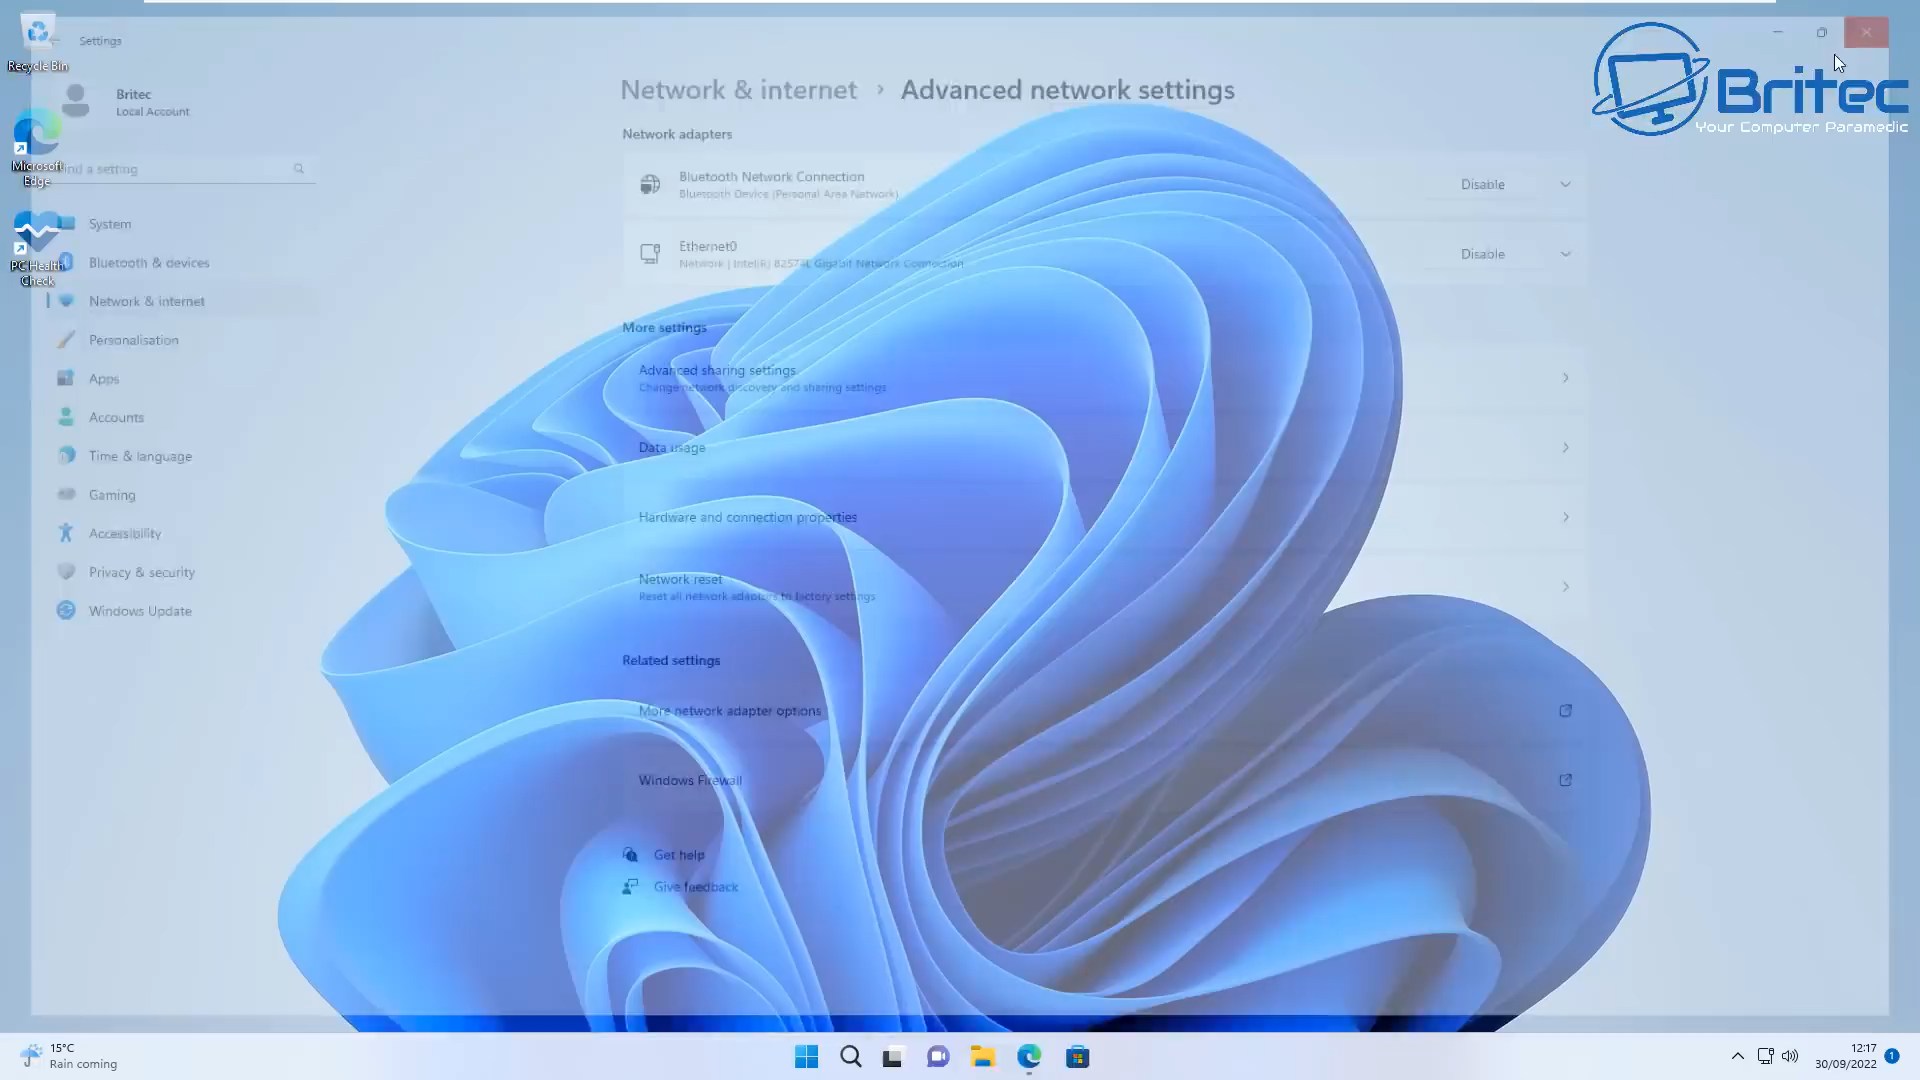 Settings
Recycle Bin
Britec
Local Account
Microsoft
Edge
ind a setting
PC Health
Check
System
Bluetooth & devices
Network & internet
Personalisation
Apps
Accounts
Time & language
Gaming
Accessibility
Privacy & security
Windows Update
Network & internet › Advanced network settings
Network adapters
Bluetooth Network Connection
Bluetooth Device (Personal Area Network)
Disable
Ethernet0
Network | Intel(R) 82574L Gigabit Network Connection
Disable
More settings
Advanced sharing settings
Change network discovery and sharing settings
Data usage
Hardware and connection properties
Network reset
Reset all network adapters to factory settings
Related settings
More network adapter options
Windows Firewall
Get help
Give feedback
Britec
Your Computer Paramedic
15°C
Rain coming
12:17
30/09/2022
1